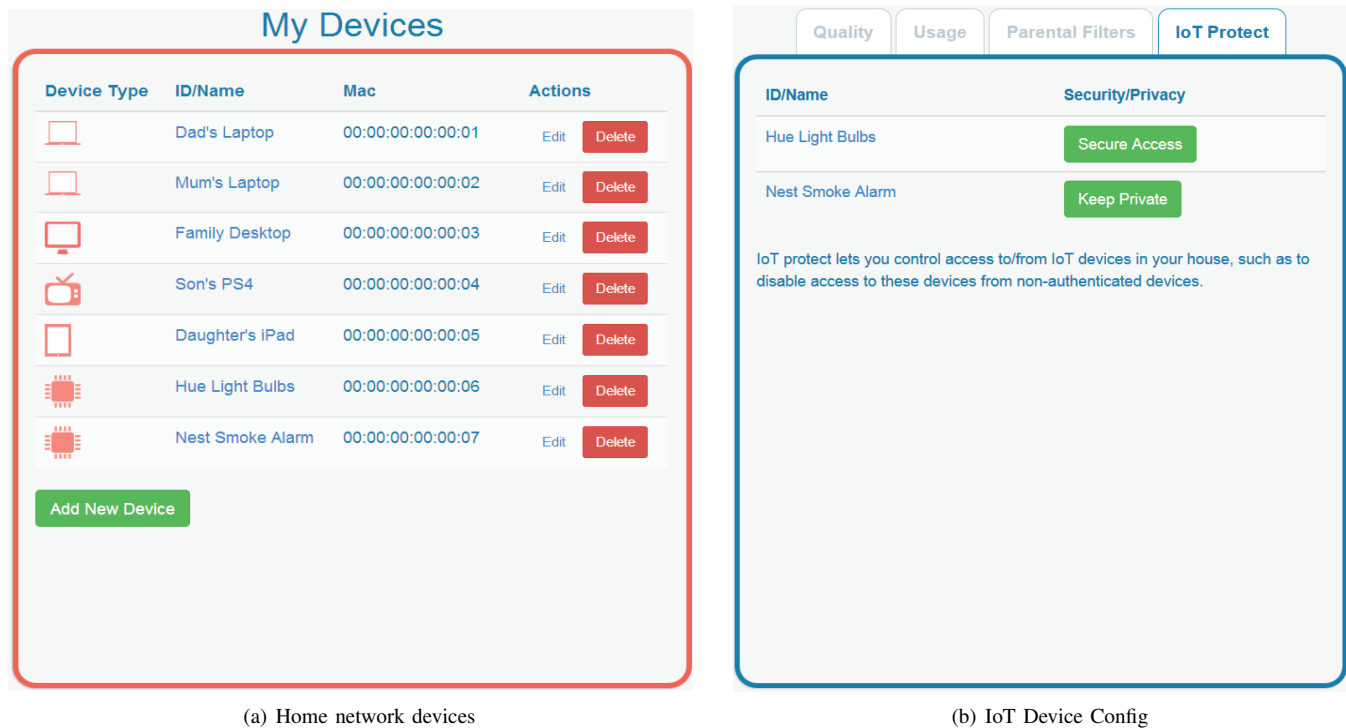 My Devices
Device Type ID/Name Mac Actions
Dad's Laptop 00:00:00:00:00:01 Edit Delete
Mum's Laptop 00:00:00:00:00:02 Edit Delete
Family Desktop 00:00:00:00:00:03 Edit Delete
Son's PS4 00:00:00:00:00:04 Edit Delete
Daughter's iPad 00:00:00:00:00:05 Edit Delete
Hue Light Bulbs 00:00:00:00:00:06 Edit Delete
Nest Smoke Alarm 00:00:00:00:00:07 Edit Delete
Add New Device
(a) Home network devices
Quality Usage Parental Filters IoT Protect
ID/Name Security/Privacy
Hue Light Bulbs Secure Access
Nest Smoke Alarm Keep Private
IoT protect lets you control access to/from IoT devices in your house, such as to
disable access to these devices from non-authenticated devices.
(b) IoT Device Config